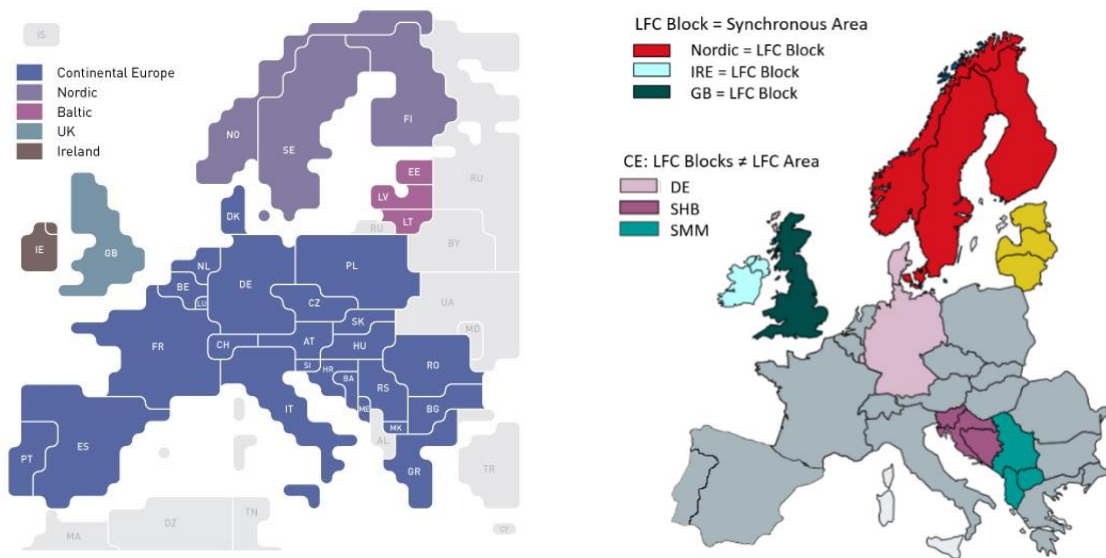 IS
Continental Europe
Nordic
Baltic
UK
Ireland
NO
SE
FI
RU
EE
LV
LT
RU
BY
DK
IE
GB
NL
BE
LU
DE
PL
CZ
UA
SK
MD
FR
CH
AT
HU
SI
HR
RO
BA
RS
IT
ME
BG
MK
AL
PT
ES
GR
TR
MA
DZ
TN
CY
LFC Block = Synchronous Area
Nordic = LFC Block
IRE = LFC Block
GB = LFC Block
CE: LFC Blocks ≠ LFC Area
DE
SHB
SMM